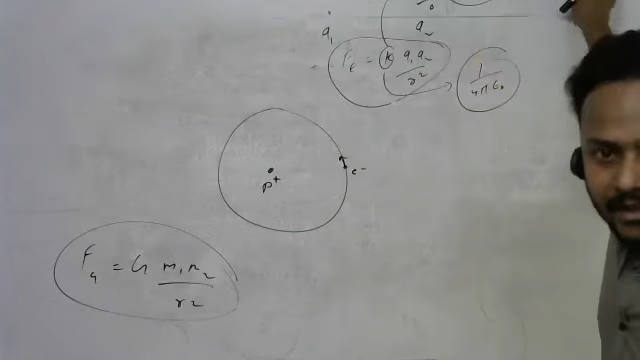 q₁ q₂
F_E = K q₁q₂ / r²
1 / 4πϵ₀
e⁻
p⁺
F_G = G m₁m₂ / r²